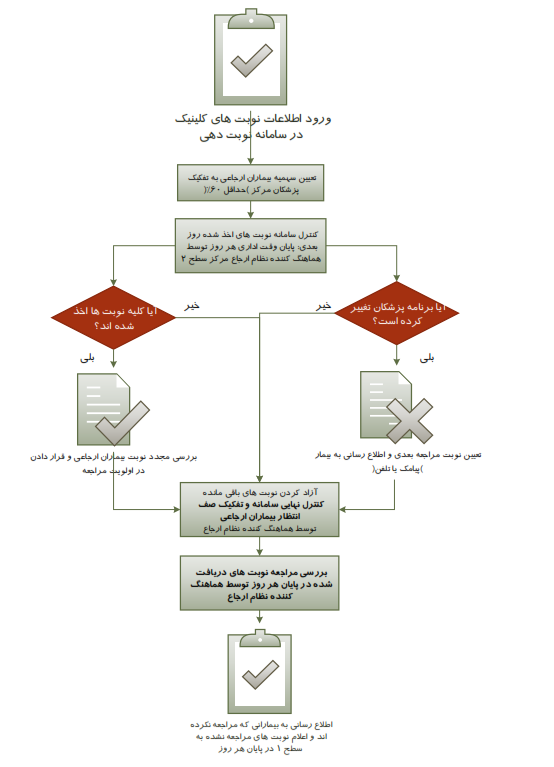 ورود اطلاعات نوبت های کلینیک
در سامانه نوبت دهی
تعیین سهمیه بیماران ارجاعی به تفکیک
پزشکان مرکز )حداقل ۶۰٪(
کنترل سامانه نوبت های اخذ شده روز
بعدی: پایان وقت اداری هر روز توسط
هماهنگ کننده نظام ارجاع مرکز سطح ۲
آیا برنامه پزشکان تغییر
کرده است؟
خیر
بلی
آیا کلیه نوبت ها اخذ
شده اند؟
خیر
بلی
تعیین نوبت مراجعه بعدی و اطلاع رسانی به بیمار
)پیامک یا تلفن(
بررسی مجدد نوبت بیماران ارجاعی و قرار دادن
در اولویت مراجعه
آزاد کردن نوبت های باقی مانده
کنترل نهایی سامانه و تفکیک صف
انتظار بیماران ارجاعی
توسط هماهنگ کننده نظام ارجاع
بررسی مراجعه نوبت های دریافت
شده در پایان هر روز توسط هماهنگ
کننده نظام ارجاع
اطلاع رسانی به بیمارانی که مراجعه نکرده
اند و اعلام نوبت های مراجعه نشده به
سطح ۱ در پایان هر روز